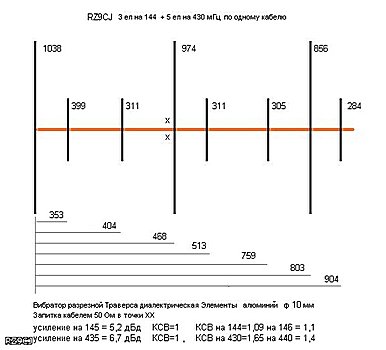 RZ9CJ 3 ел на 144 + 5 ел на 430 мГц по одному кабелю
1038 974 856
399 311 311 305 284
х
х
353
404
468
513
759
803
904
Вибратор разрезной Траверса диалектрическая Элементы алюминий ф 10 мм
Запитка кабелем 50 Ом в точки ХХ
усиление на 145 = 5,2 дБд КСВ=1 КСВ на 144=1,09 на 146 = 1,1
усиление на 435 = 6,7 дБд КСВ=1 , КСВ на 430=1,65 на 440 = 1,4
RZ9CJ